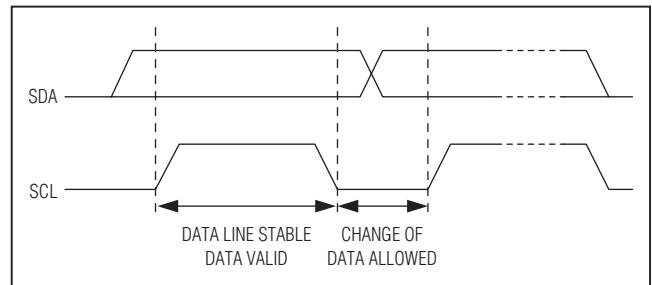 SDA
SCL
DATA LINE STABLE
DATA VALID
CHANGE OF
DATA ALLOWED